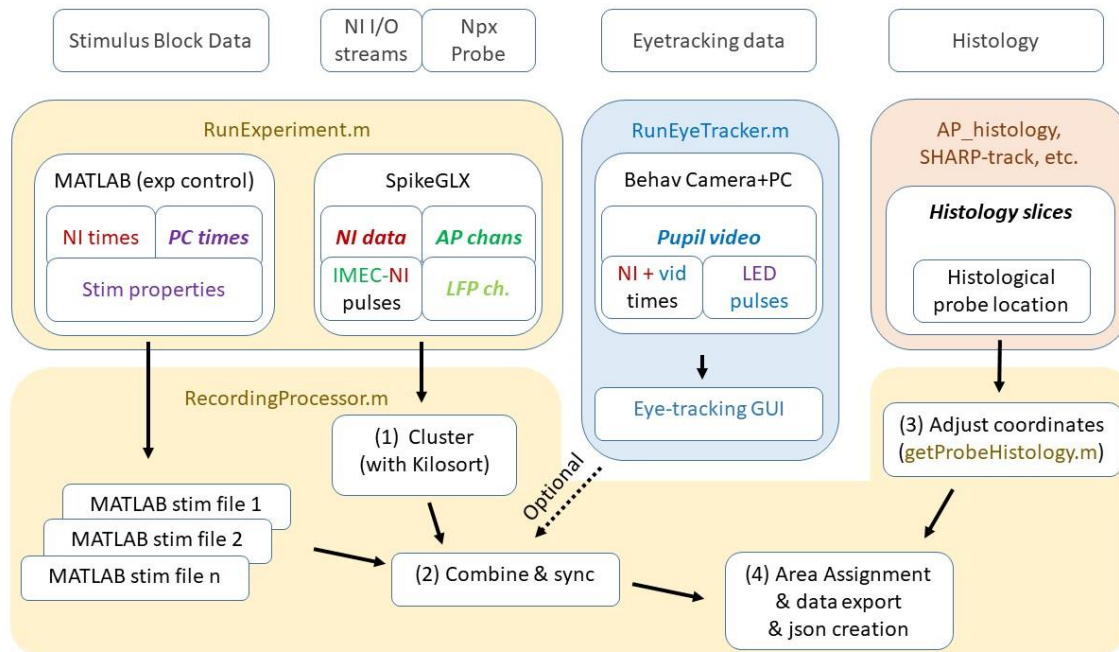 Stimulus Block Data
NI I/O
streams
Npx
Probe
Eyetracking data
Histology
RunExperiment.m
MATLAB (exp control)
NI times
PC times
Stim properties
SpikeGLX
NI data
AP chans
IMEC-NI
pulses
LFP ch.
RunEyeTracker.m
Behav Camera+PC
Pupil video
NI + vid
times
LED
pulses
Eye-tracking GUI
AP_histology,
SHARP-track, etc.
Histology slices
Histological
probe location
RecordingProcessor.m
(1) Cluster
(with Kilosort)
Optional
(3) Adjust coordinates
(getProbeHistology.m)
MATLAB stim file 1
MATLAB stim file 2
MATLAB stim file n
(2) Combine & sync
(4) Area Assignment
& data export
& json creation